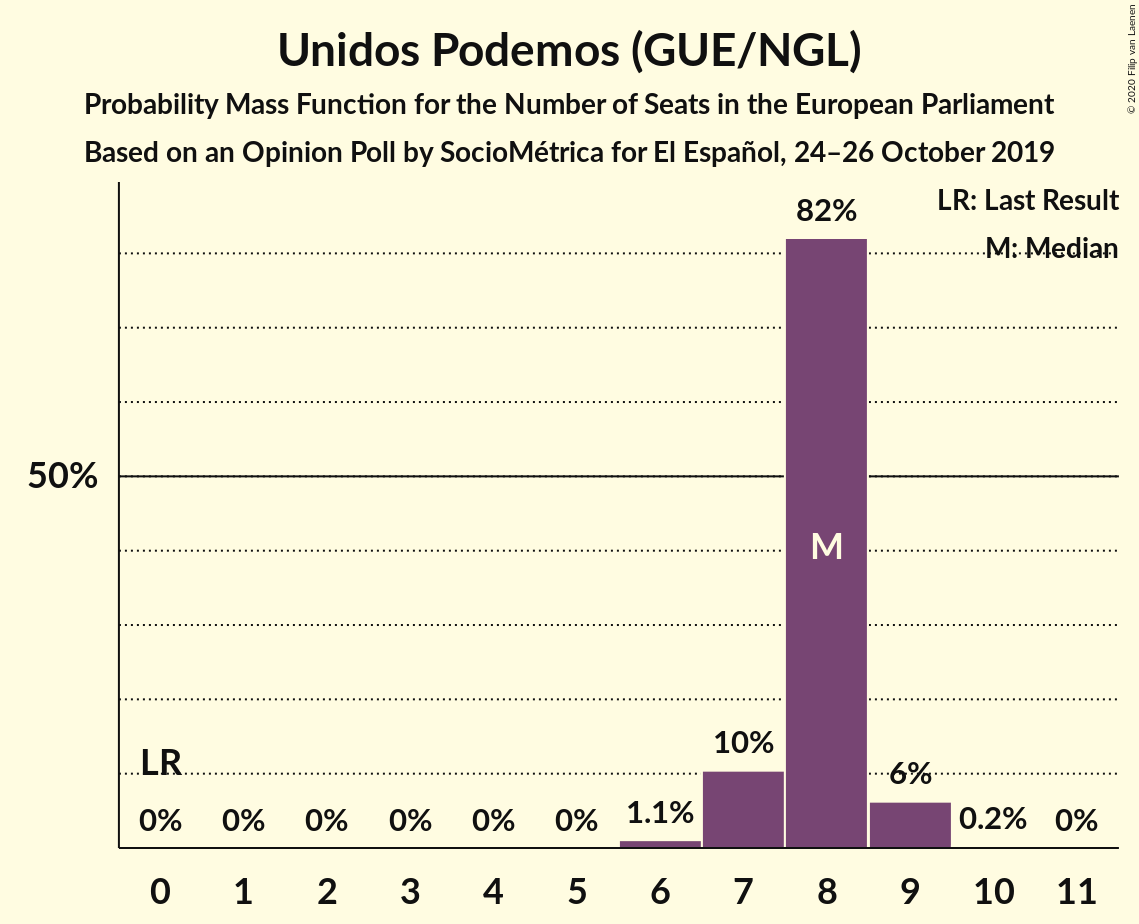 Unidos Podemos (GUE/NGL)
Probability Mass Function for the Number of Seats in the European Parliament
Based on an Opinion Poll by SocioMétrica for El Español, 24–26 October 2019
© 2020 Filip van Laenen
LR: Last Result
M: Median
82%
50%
M
10%
LR
6%
0% 0% 0% 0% 0% 0% 1.1% 0.2% 0%
0 1 2 3 4 5 6 7 8 9 10 11